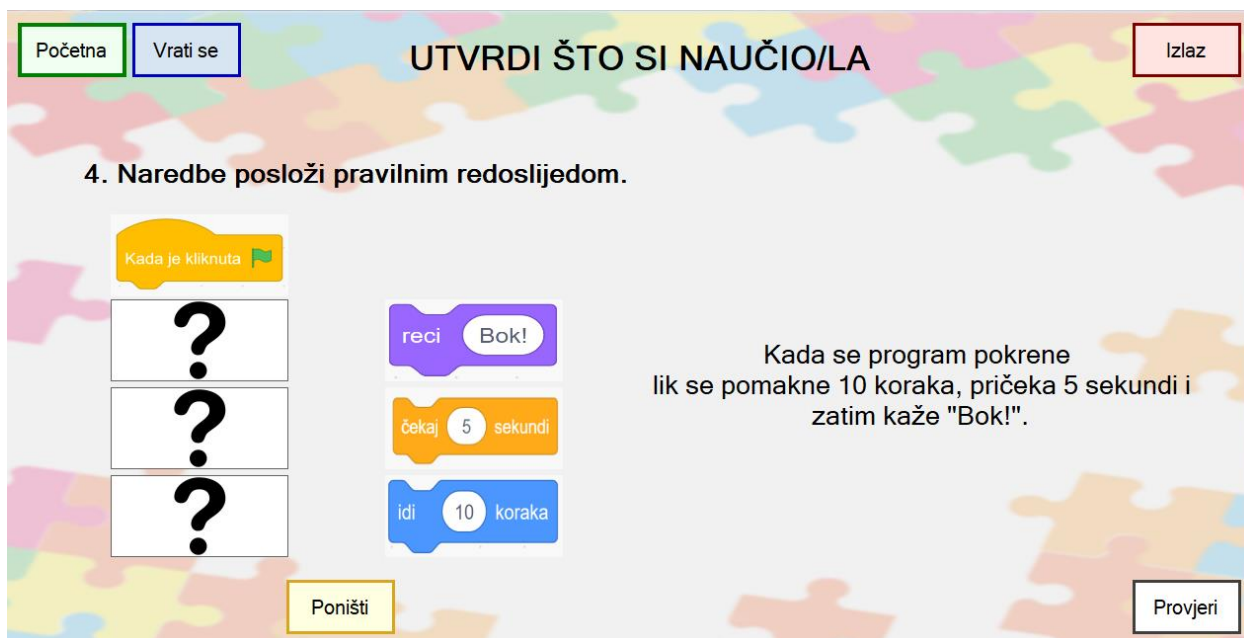 Početna
Vrati se
UTVRDI ŠTO SI NAUČIO/LA
Izlaz
4. Naredbe posloži pravilnim redoslijedom.
Kada je kliknuta
?
?
?
reci Bok!
čekaj 5 sekundi
idi 10 koraka
Kada se program pokrene
lik se pomakne 10 koraka, pričeka 5 sekundi i
zatim kaže "Bok!".
Poništi
Provjeri